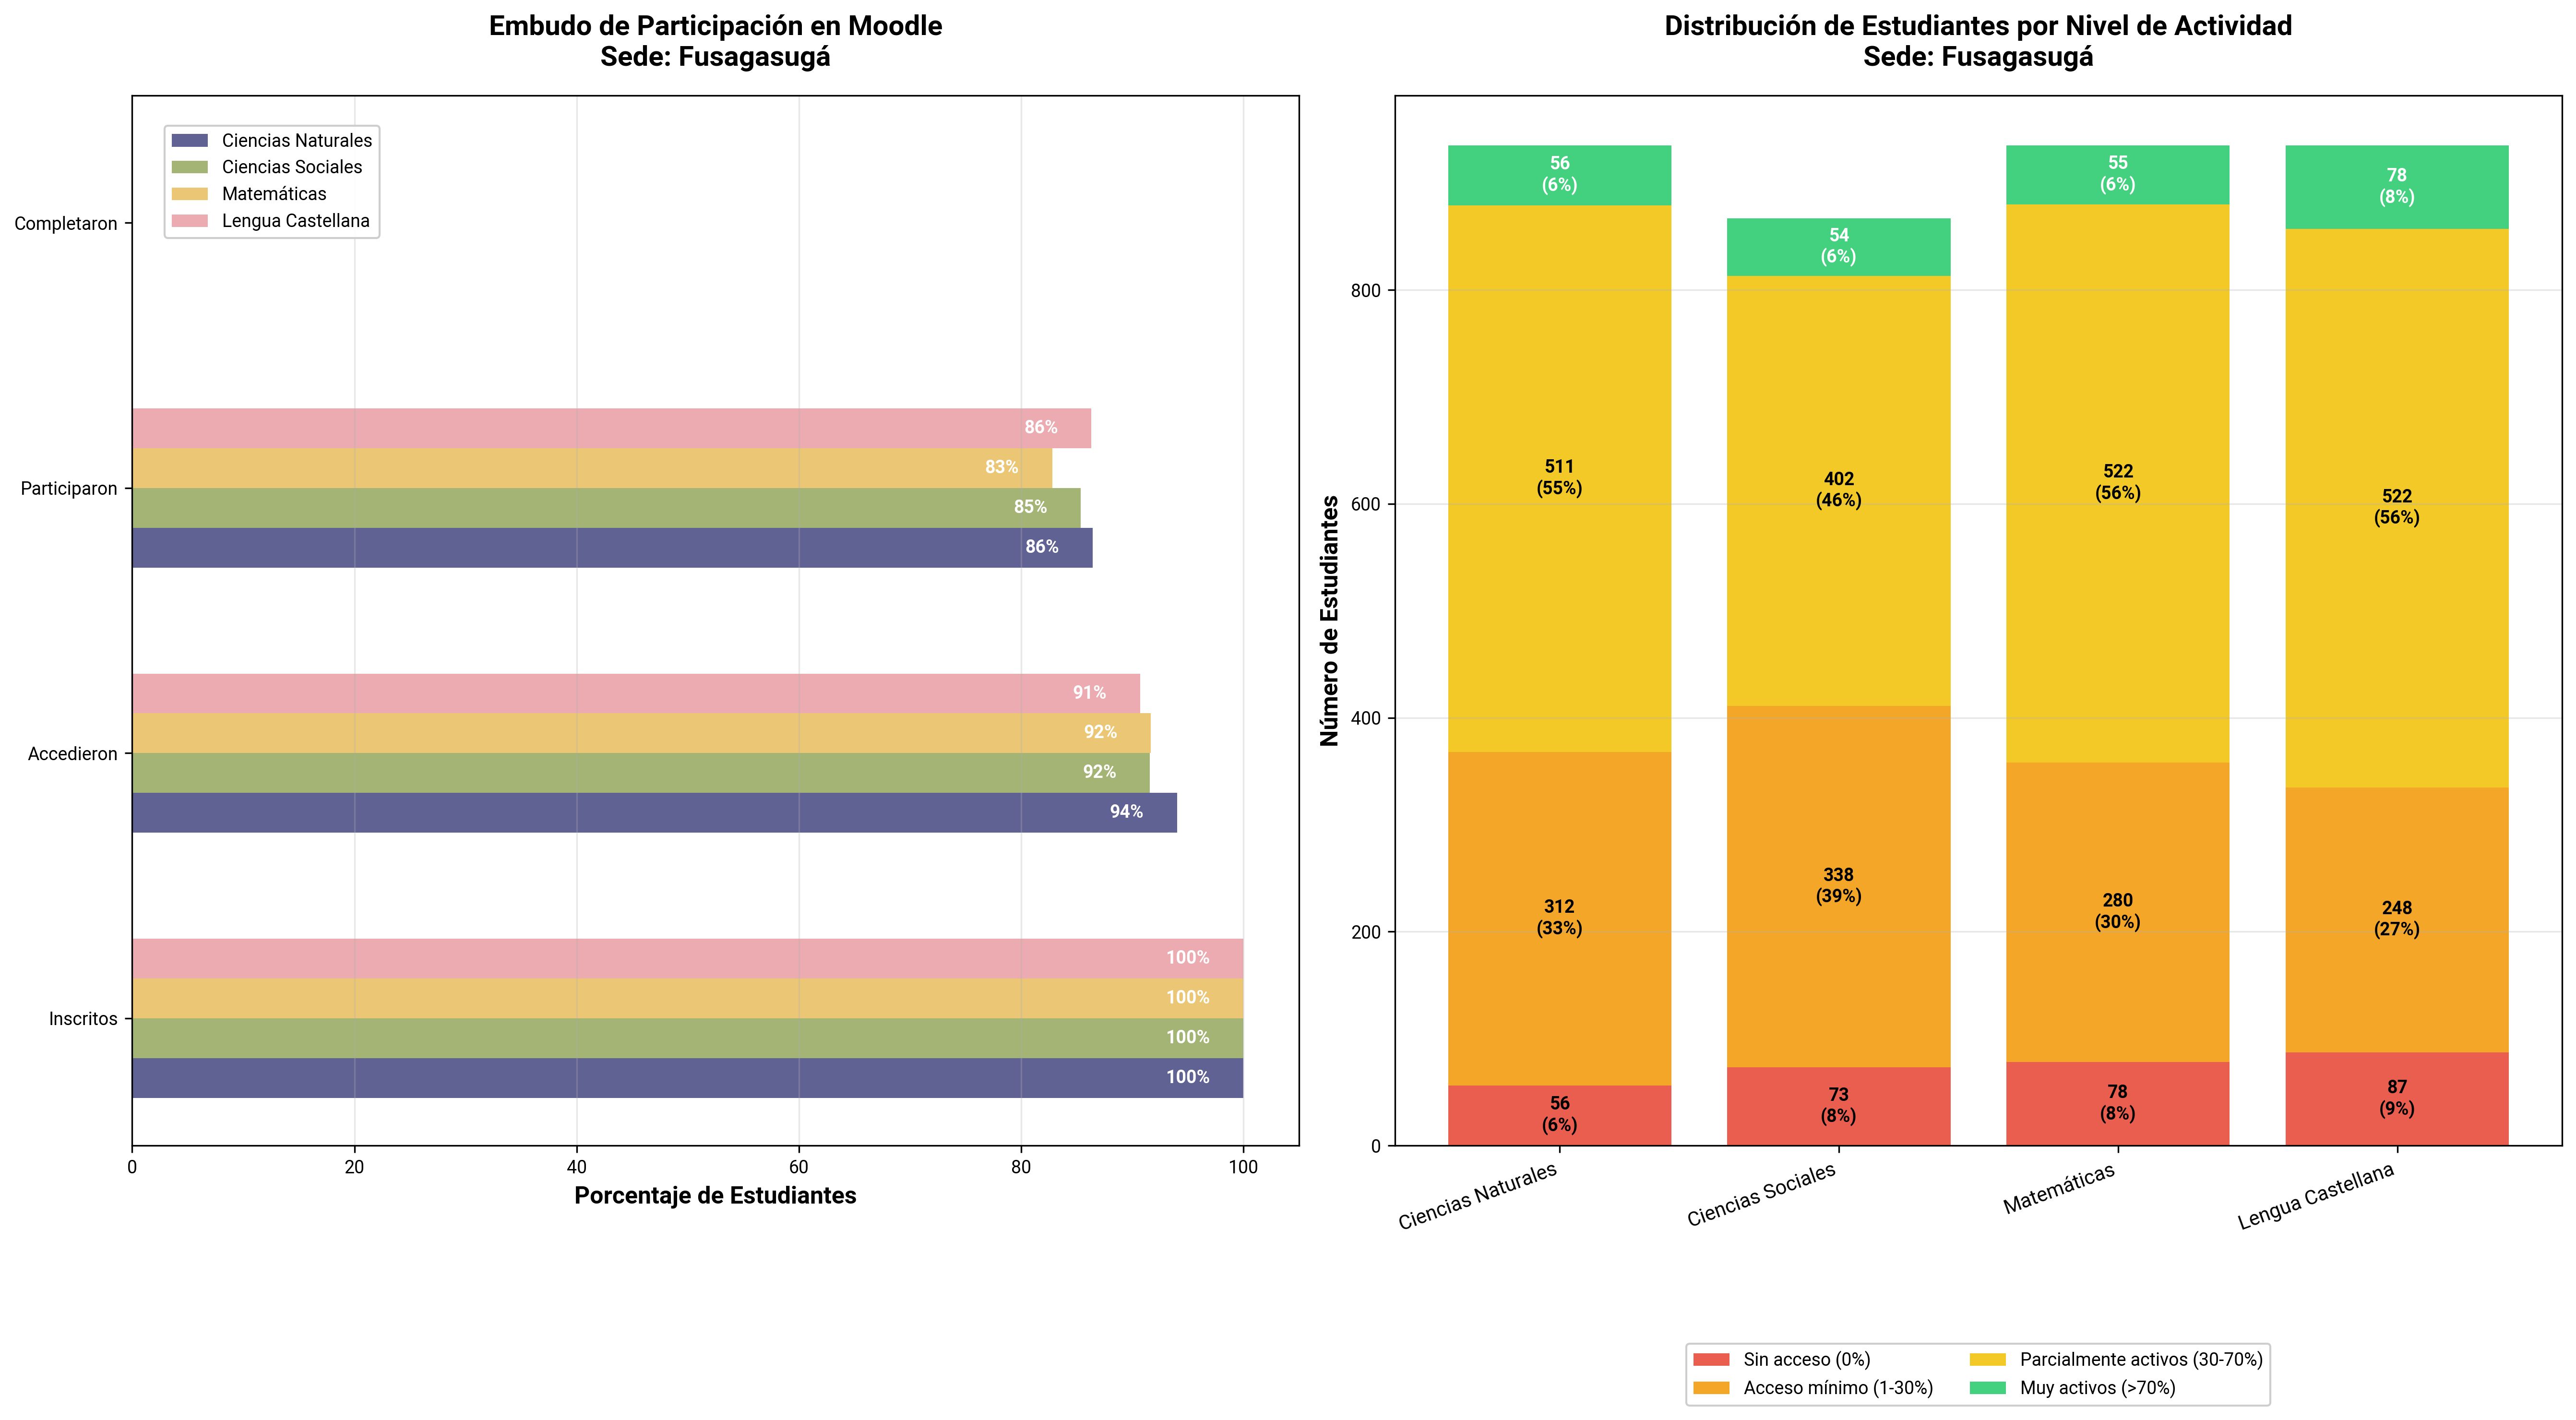 Embudo de Participación en Moodle
Sede: Fusagasugá
Ciencias Naturales
Ciencias Sociales
Matemáticas
Lengua Castellana
Completaron
Participaron
Accedieron
Inscritos
86%
83%
85%
86%
91%
92%
92%
94%
100%
100%
100%
100%
0
20
40
60
80
100
Porcentaje de Estudiantes
Distribución de Estudiantes por Nivel de Actividad
Sede: Fusagasugá
Número de Estudiantes
800
600
400
200
0
56
(6%)
511
(55%)
312
(33%)
56
(6%)
54
(6%)
402
(46%)
338
(39%)
73
(8%)
55
(6%)
522
(56%)
280
(30%)
78
(8%)
78
(8%)
522
(56%)
248
(27%)
87
(9%)
Ciencias Naturales
Ciencias Sociales
Matemáticas
Lengua Castellana
Sin acceso (0%)
Acceso mínimo (1-30%)
Parcialmente activos (30-70%)
Muy activos (>70%)